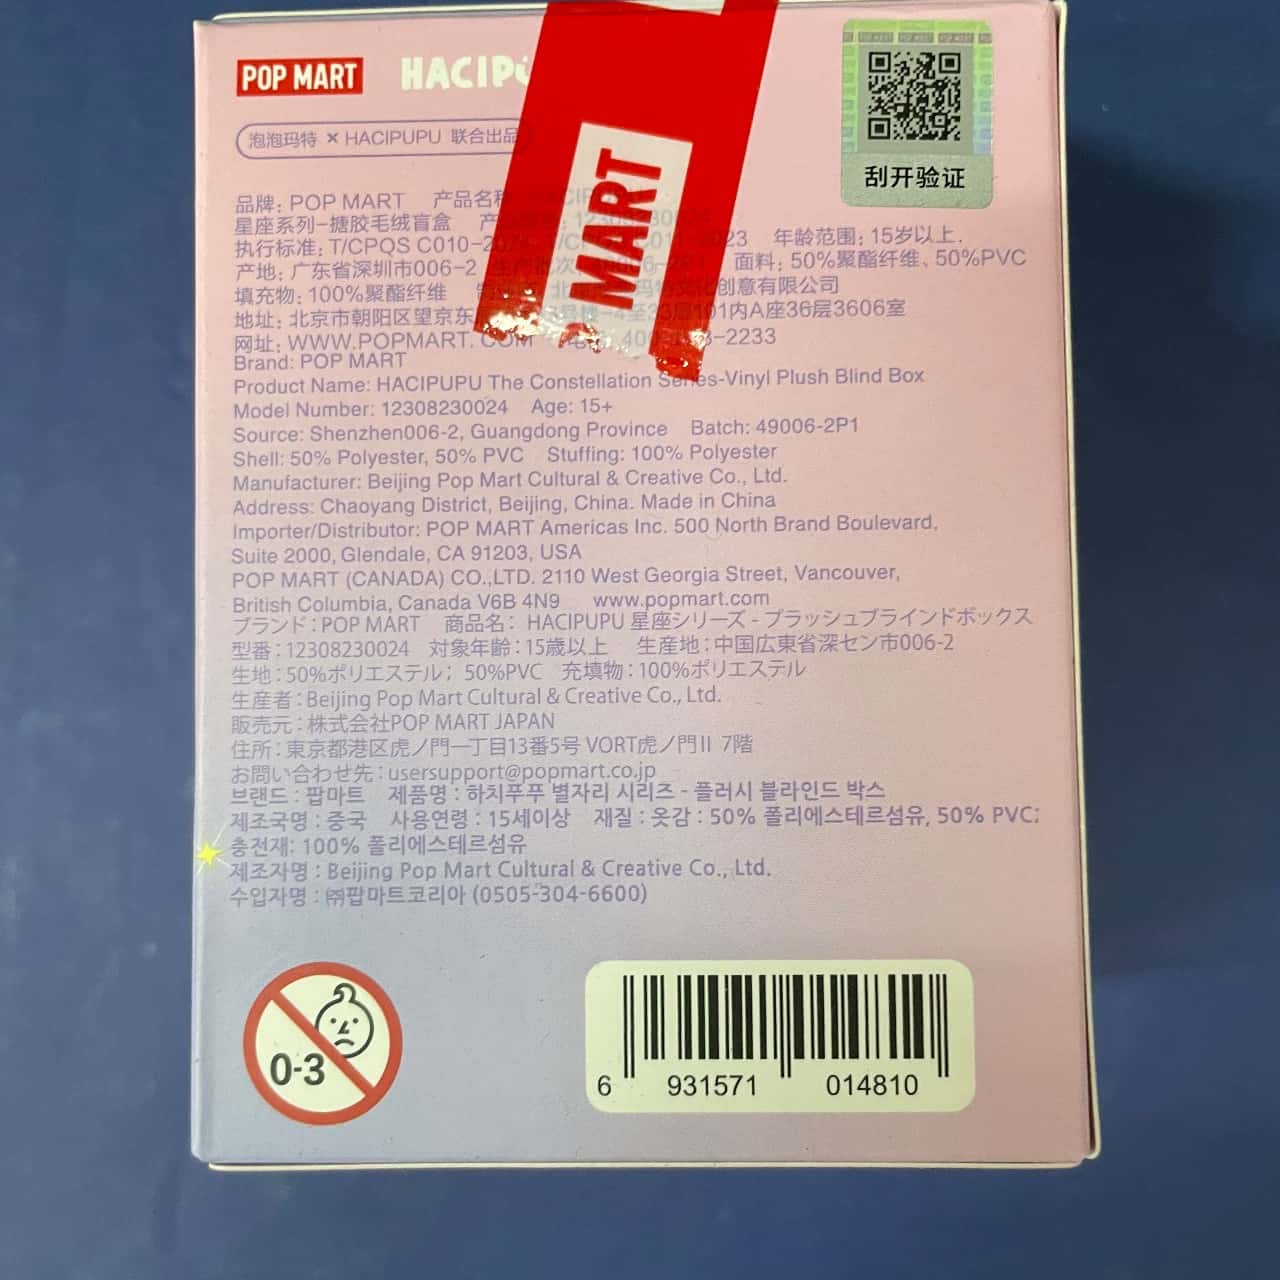 POP MART HACIPU
泡泡玛特 × HACIPUPU 联合出品
MART
刮开验证
品牌: POP MART 产品名称 HACIPUPU
星座系列-搪胶毛绒盲盒
执行标准: T/CPQS C010- 年龄范围: 15岁以上.
产地: 广东省深圳市006-2 面料: 50%聚酯纤维、50%PVC
填充物: 100%聚酯纤维 玛特文化创意有限公司
地址: 北京市朝阳区望京东 -4至33层101内A座36层3606室
网址: WWW.POPMART. COM -2233
Brand: POP MART
Product Name: HACIPUPU The Constellation Series-Vinyl Plush Blind Box
Model Number: 12308230024 Age: 15+
Source: Shenzhen006-2, Guangdong Province Batch: 49006-2P1
Shell: 50% Polyester, 50% PVC Stuffing: 100% Polyester
Manufacturer: Beijing Pop Mart Cultural & Creative Co., Ltd.
Address: Chaoyang District, Beijing, China. Made in China
Importer/Distributor: POP MART Americas Inc. 500 North Brand Boulevard,
Suite 2000, Glendale, CA 91203, USA
POP MART (CANADA) CO.,LTD. 2110 West Georgia Street, Vancouver,
British Columbia, Canada V6B 4N9 www.popmart.com
ブランド：POP MART 商品名： HACIPUPU 星座シリーズ - プラッシュブラインドボックス
型番：12308230024 対象年齢：15歳以上 生産地：中国広東省深セン市006-2
生地：50%ポリエステル； 50%PVC 充填物：100%ポリエステル
生産者：Beijing Pop Mart Cultural & Creative Co., Ltd.
販売元：株式会社POP MART JAPAN
住所：東京都港区虎ノ門一丁目13番5号 VORT虎ノ門II 7階
お問い合わせ先：usersupport@popmart.co.jp
브랜드 : 팝마트 제품명 : 하치푸푸 별자리 시리즈 - 플러시 블라인드 박스
제조국명 : 중국 사용연령 : 15세이상 재질 : 옷감 : 50% 폴리에스테르섬유, 50% PVC;
충전재: 100% 폴리에스테르섬유
제조자명 : Beijing Pop Mart Cultural & Creative Co., Ltd.
수입자명 : ㈜팝마트코리아 (0505-304-6600)
0-3
6 931571 014810